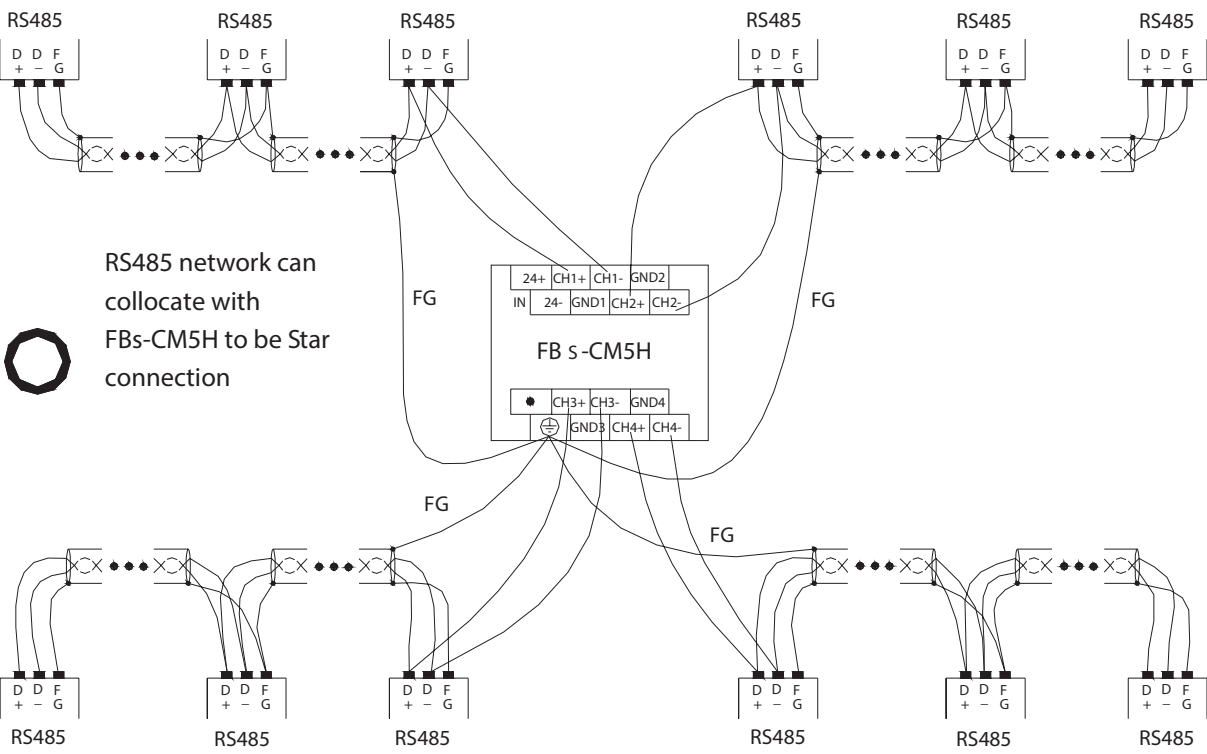 RS485 RS485 RS485 RS485 RS485 RS485
D D F D D F D D F D D F D D F D D F
+ − G + − G + − G + − G + − G + − G
RS485 network can
collocate with
FBs-CM5H to be Star
connection
FG
FG
24+ CH1+ CH1- GND2
IN 24- GND1 CH2+ CH2-
FB s -CM5H
CH3+ CH3- GND4
GND3 CH4+ CH4-
FG
FG
D D F D D F D D F D D F D D F D D F
+ − G + − G + − G + − G + − G + − G
RS485 RS485 RS485 RS485 RS485 RS485